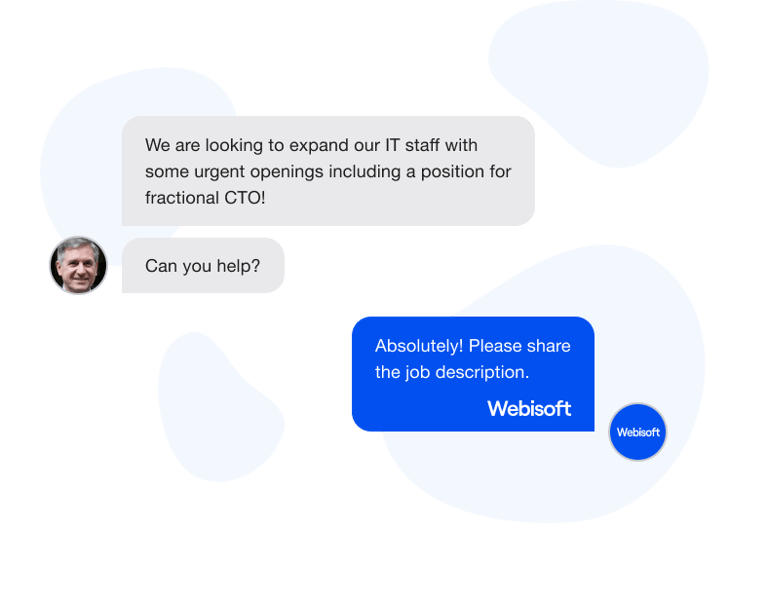 We are looking to expand our IT staff with
some urgent openings including a position for
fractional CTO!
Can you help?
Absolutely! Please share
the job description.
Webisoft
Webisoft